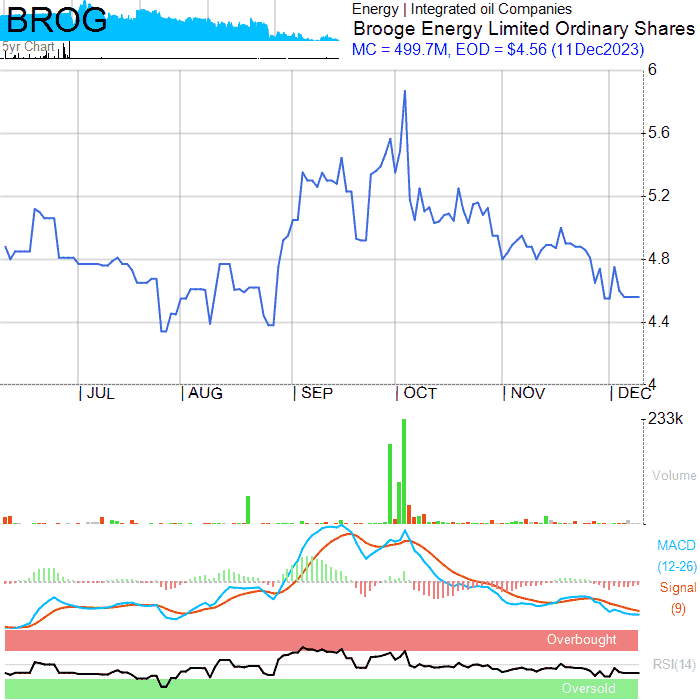 BROG
Energy | Integrated oil Companies
Brooge Energy Limited Ordinary Shares
MC = 499.7M, EOD = $4.56 (11Dec2023)
5yr Chart
6
5.6
5.2
4.8
4.4
4
JUL AUG SEP OCT NOV DEC
233k
Volume
MACD
(12-26)
Signal
(9)
Overbought
RSI(14)
Oversold